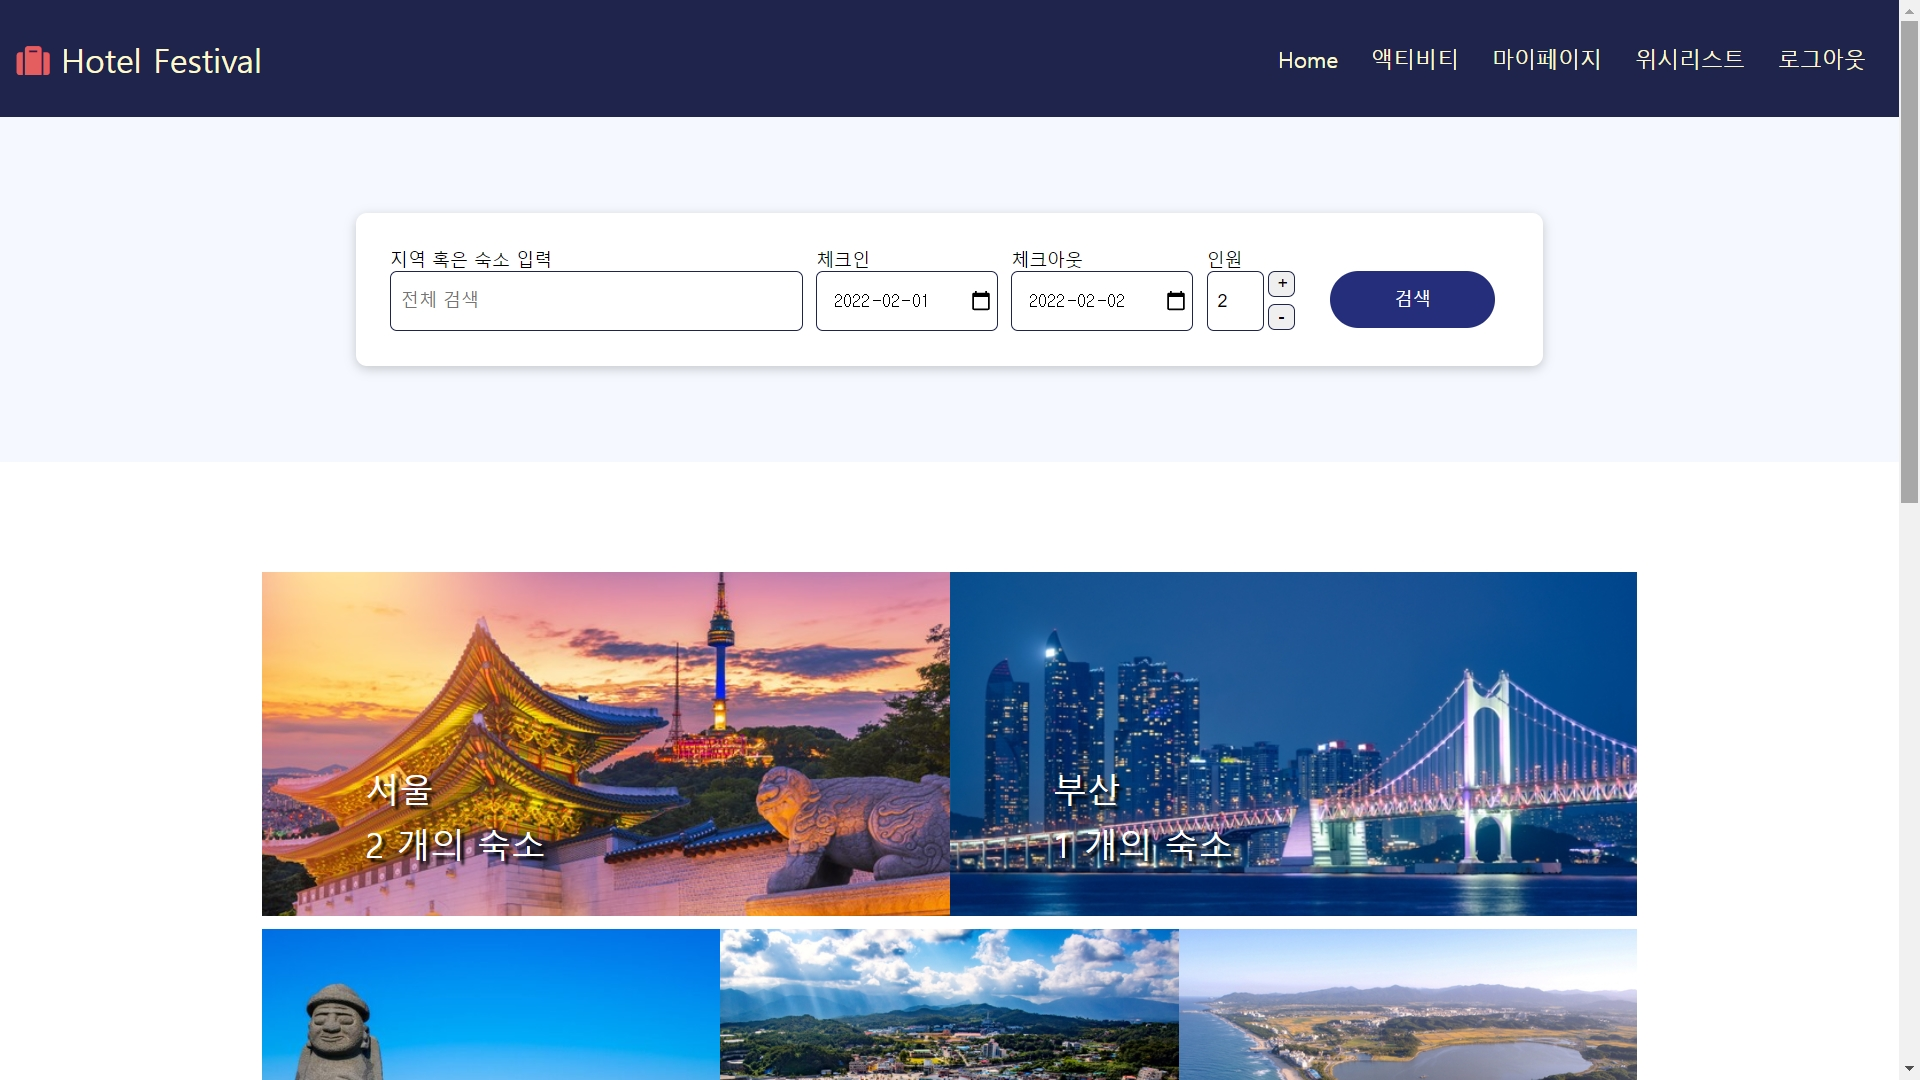 Hotel Festival
Home 액티비티 마이페이지 위시리스트 로그아웃
지역 혹은 숙소 입력 체크인 체크아웃 인원
전체 검색 2022-02-01 2022-02-02 2 + - 검색
서울
2 개의 숙소
부산
1 개의 숙소